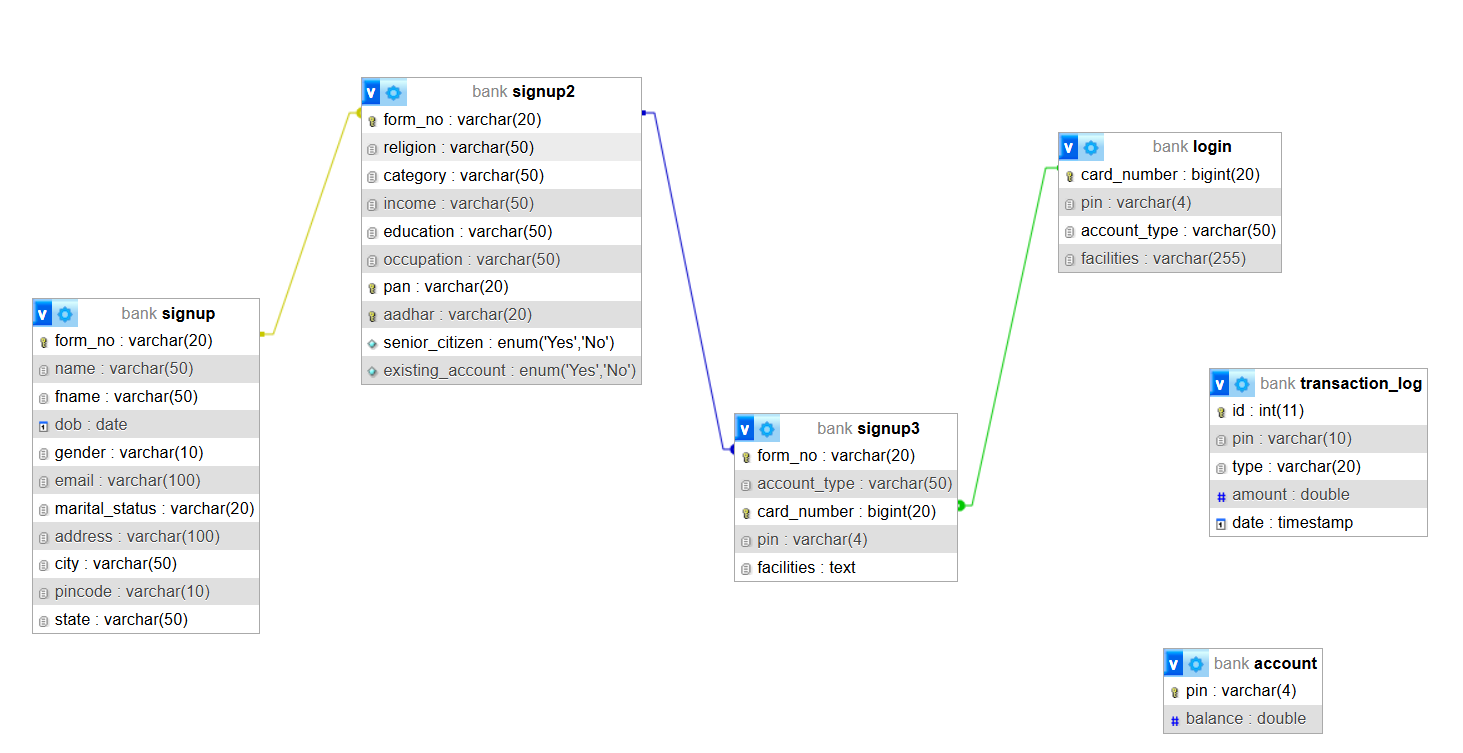 v bank signup
form_no : varchar(20)
name : varchar(50)
fname : varchar(50)
dob : date
gender : varchar(10)
email : varchar(100)
marital_status : varchar(20)
address : varchar(100)
city : varchar(50)
pincode : varchar(10)
state : varchar(50)
v bank signup2
form_no : varchar(20)
religion : varchar(50)
category : varchar(50)
income : varchar(50)
education : varchar(50)
occupation : varchar(50)
pan : varchar(20)
aadhar : varchar(20)
senior_citizen : enum('Yes','No')
existing_account : enum('Yes','No')
v bank signup3
form_no : varchar(20)
account_type : varchar(50)
card_number : bigint(20)
pin : varchar(4)
facilities : text
v bank login
card_number : bigint(20)
pin : varchar(4)
account_type : varchar(50)
facilities : varchar(255)
v bank transaction_log
id : int(11)
pin : varchar(10)
type : varchar(20)
# amount : double
date : timestamp
v bank account
pin : varchar(4)
# balance : double